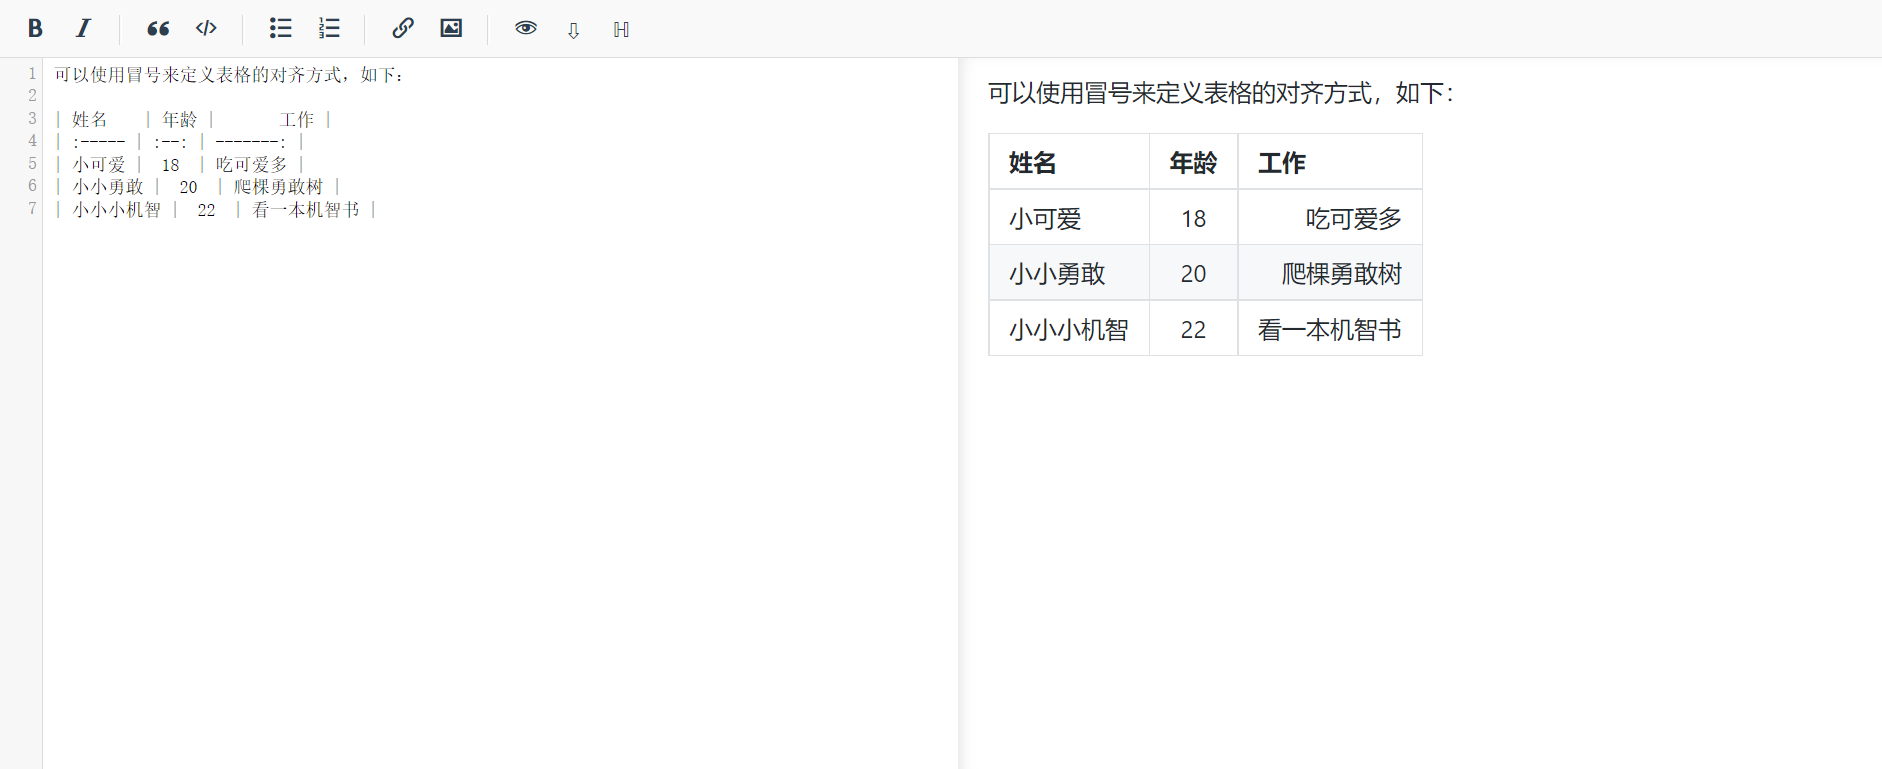 B I
1 可以使用冒号来定义表格的对齐方式，如下：
2
3 | 姓名    | 年龄 |       工作 |
4 | :----- | :--: | -------: |
5 | 小可爱 |  18  | 吃可爱多 |
6 | 小小勇敢 |  20  | 爬棵勇敢树 |
7 | 小小小机智 |  22  | 看一本机智书 |
可以使用冒号来定义表格的对齐方式，如下：
姓名 年龄 工作
小可爱 18 吃可爱多
小小勇敢 20 爬棵勇敢树
小小小机智 22 看一本机智书